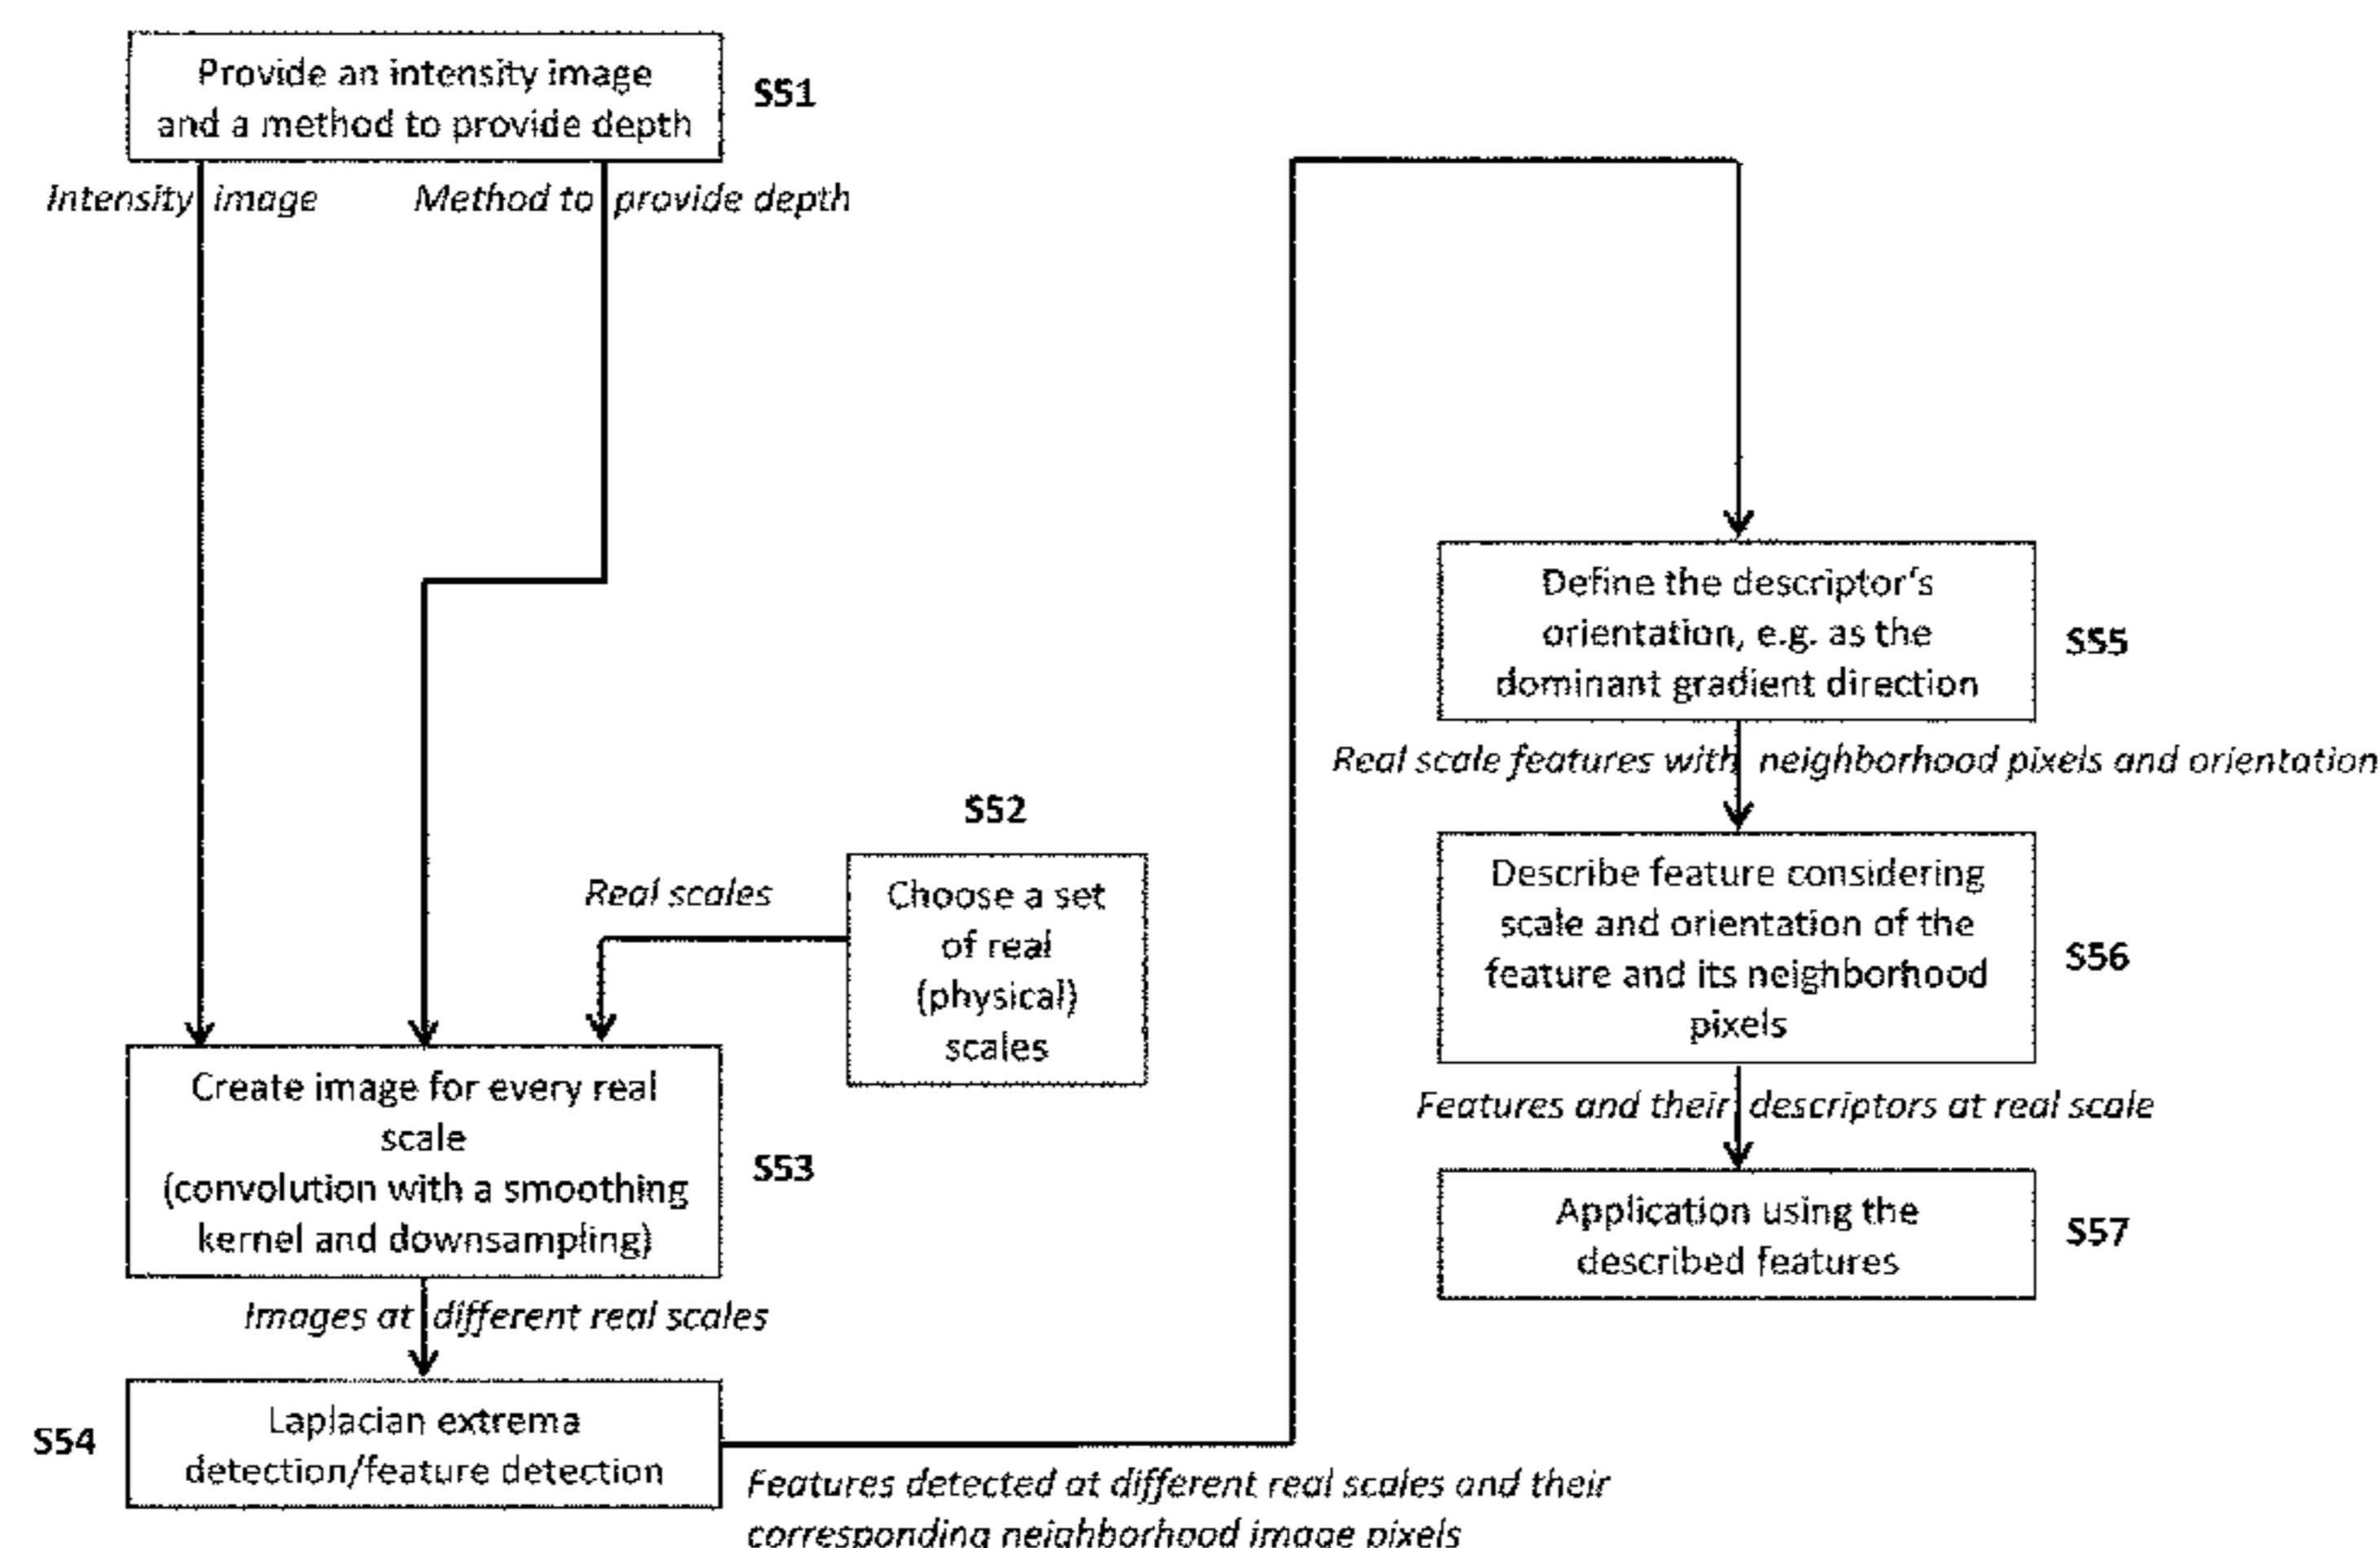 Provide an intensity image
and a method to provide depth
S51
Intensity image
Method to provide depth
S52
Real scales
Choose a set
of real
(physical)
scales
Create image for every real
scale
(convolution with a smoothing
kernel and downsampling)
S53
Images at different real scales
S54
Laplacian extrema
detection/feature detection
Features detected at different real scales and their
corresponding neighborhood image pixels
Define the descriptor's
orientation, e.g. as the
dominant gradient direction
S55
Real scale features with neighborhood pixels and orientation
Describe feature considering
scale and orientation of the
feature and its neighborhood
pixels
S56
Features and their descriptors at real scale
Application using the
described features
S57